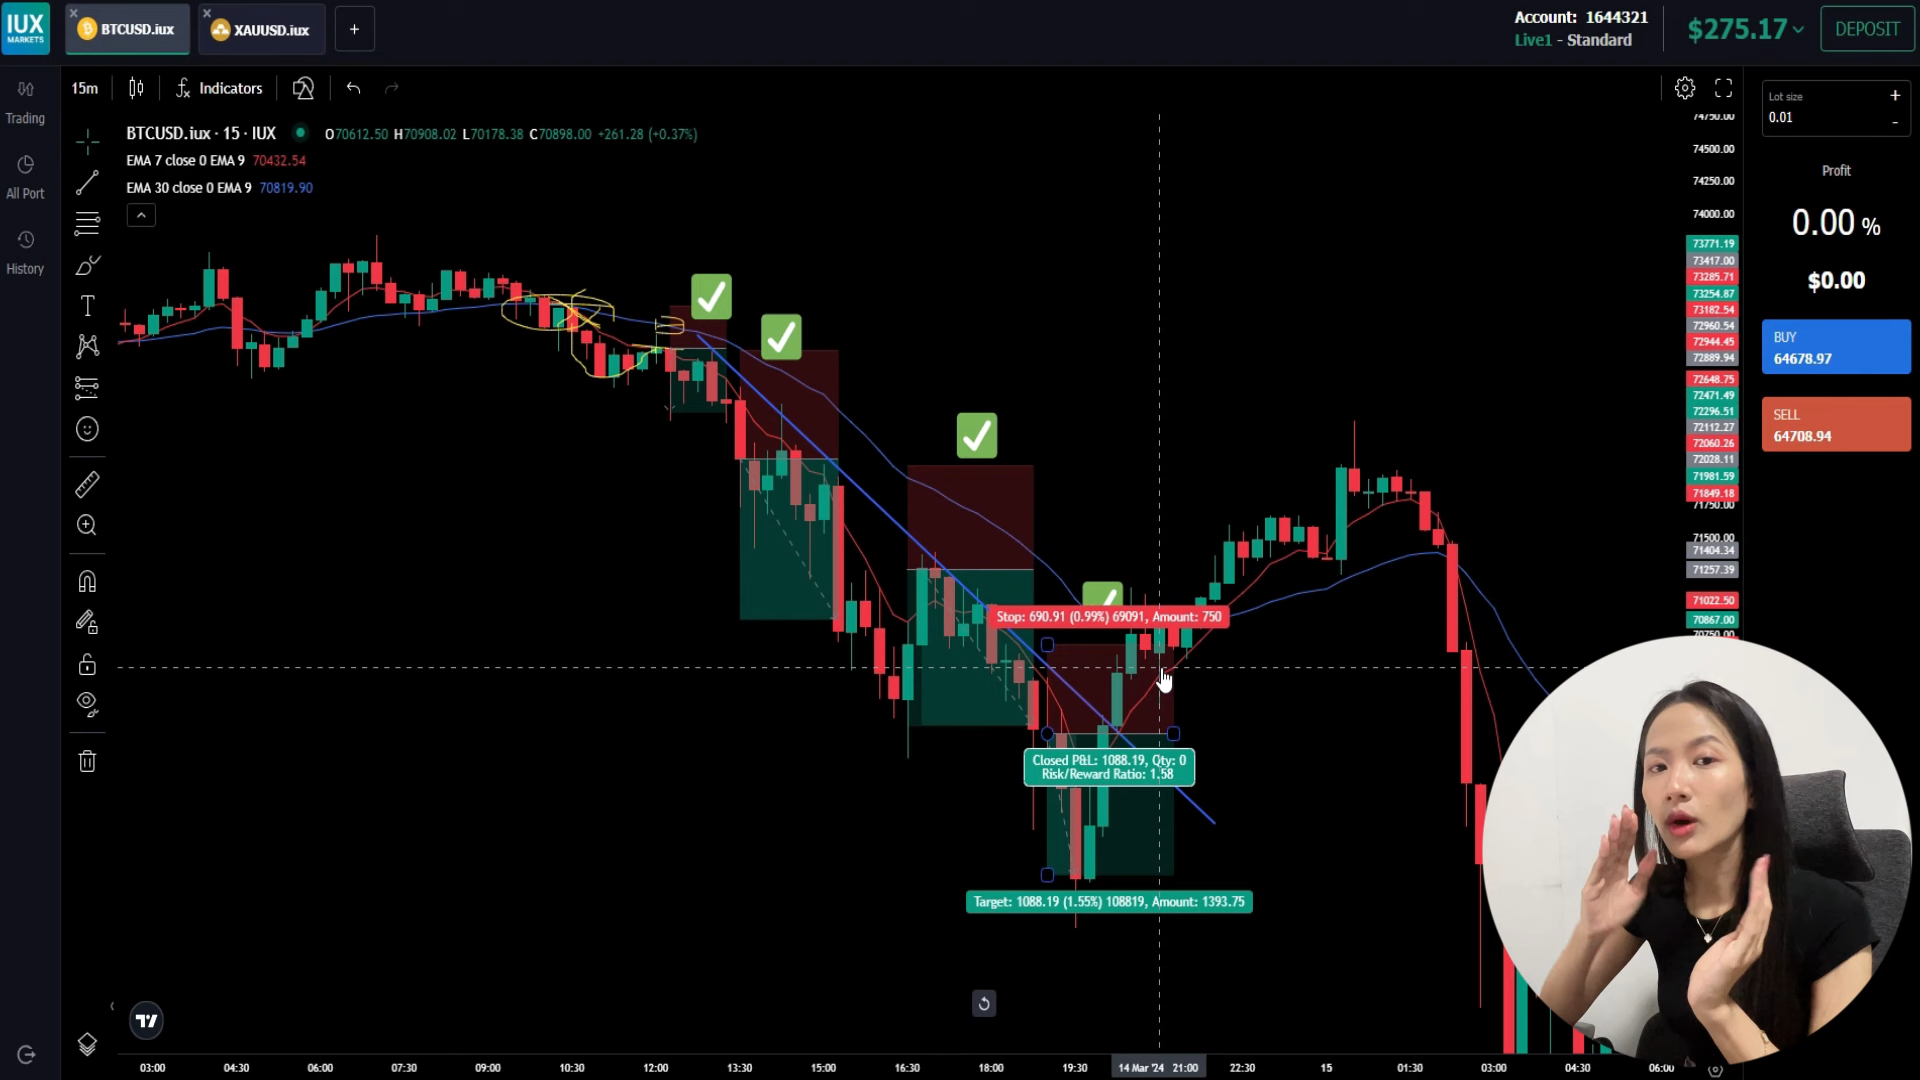 IUX
MARKETS
BTCUSD.iux
XAUUSD.iux
+
Account: 1644321
Live1 - Standard
$275.17
DEPOSIT
Trading
All Port
History
15m
Indicators
BTCUSD.iux · 15 · IUX
O70612.50 H70908.02 L70178.38 C70898.00 +261.28 (+0.37%)
EMA 7 close 0 EMA 9 70432.54
EMA 30 close 0 EMA 9 70819.90
Stop: 690.91 (0.99%) 69091, Amount: 750
Closed P&L: 1088.19, Qty: 0
Risk/Reward Ratio: 1.58
Target: 1088.19 (1.55%) 108819, Amount: 1393.75
74750.00
74500.00
74250.00
74000.00
73771.19
73417.00
73285.71
73254.87
73182.54
72960.54
72944.45
72889.94
72648.75
72471.49
72296.51
72112.27
72060.26
72028.11
71981.59
71849.18
71750.00
71500.00
71404.34
71257.39
71022.50
70867.00
70750.00
Lot size
0.01
+
-
Profit
0.00 %
$0.00
BUY
64678.97
SELL
64708.94
03:00 04:30 06:00 07:30 09:00 10:30 12:00 13:30 15:00 16:30 18:00 19:30 14 Mar '24 21:00 22:30 15 01:30 03:00 04:30 06:00